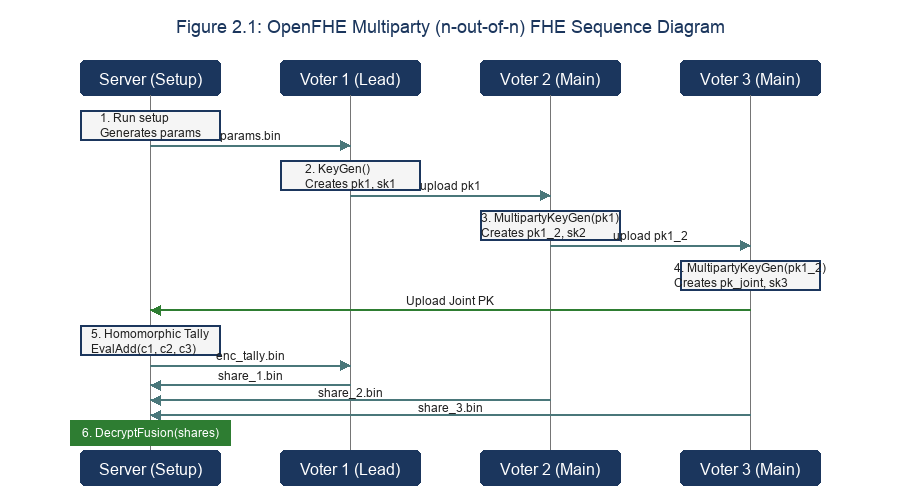 Figure 2.1: OpenFHE Multiparty (n-out-of-n) FHE Sequence Diagram
Server (Setup)
Voter 1 (Lead)
Voter 2 (Main)
Voter 3 (Main)
1. Run setup
Generates params
params.bin
2. KeyGen()
Creates pk1, sk1
upload pk1
3. MultipartyKeyGen(pk1)
Creates pk1_2, sk2
upload pk1_2
4. MultipartyKeyGen(pk1_2)
Creates pk_joint, sk3
Upload Joint PK
5. Homomorphic Tally
EvalAdd(c1, c2, c3)
enc_tally.bin
share_1.bin
share_2.bin
share_3.bin
6. DecryptFusion(shares)
Server (Setup)
Voter 1 (Lead)
Voter 2 (Main)
Voter 3 (Main)